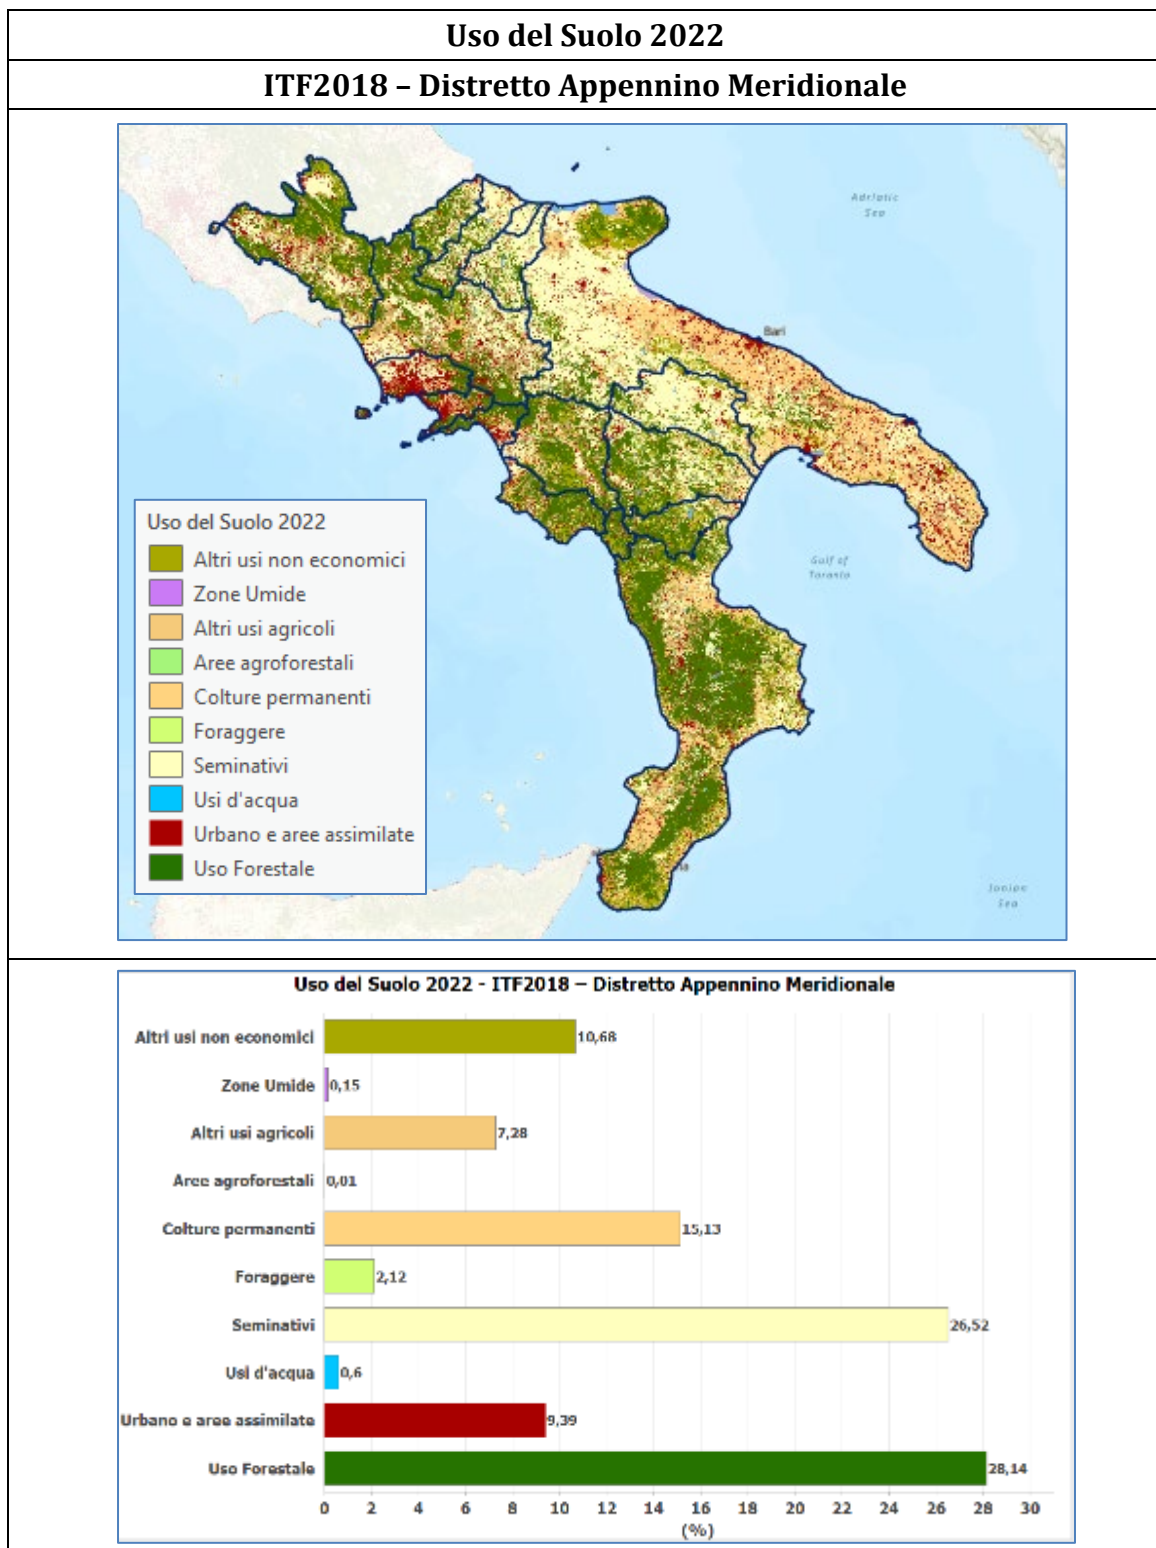 Uso del Suolo 2022
ITF2018 – Distretto Appennino Meridionale
Adriatic
Sea
Bari
Gulf of
Taranto
Ionian
Sea
Uso del Suolo 2022
Altri usi non economici
Zone Umide
Altri usi agricoli
Aree agroforestali
Colture permanenti
Foraggere
Seminativi
Usi d'acqua
Urbano e aree assimilate
Uso Forestale
Uso del Suolo 2022 - ITF2018 – Distretto Appennino Meridionale
Altri usi non economici 10,68
Zone Umide 0,15
Altri usi agricoli 7,28
Aree agroforestali 0,01
Colture permanenti 15,13
Foraggere 2,12
Seminativi 26,52
Usi d'acqua 0,6
Urbano e aree assimilate 9,39
Uso Forestale 28,14
0 2 4 6 8 10 12 14 16 18 20 22 24 26 28 30
(%)